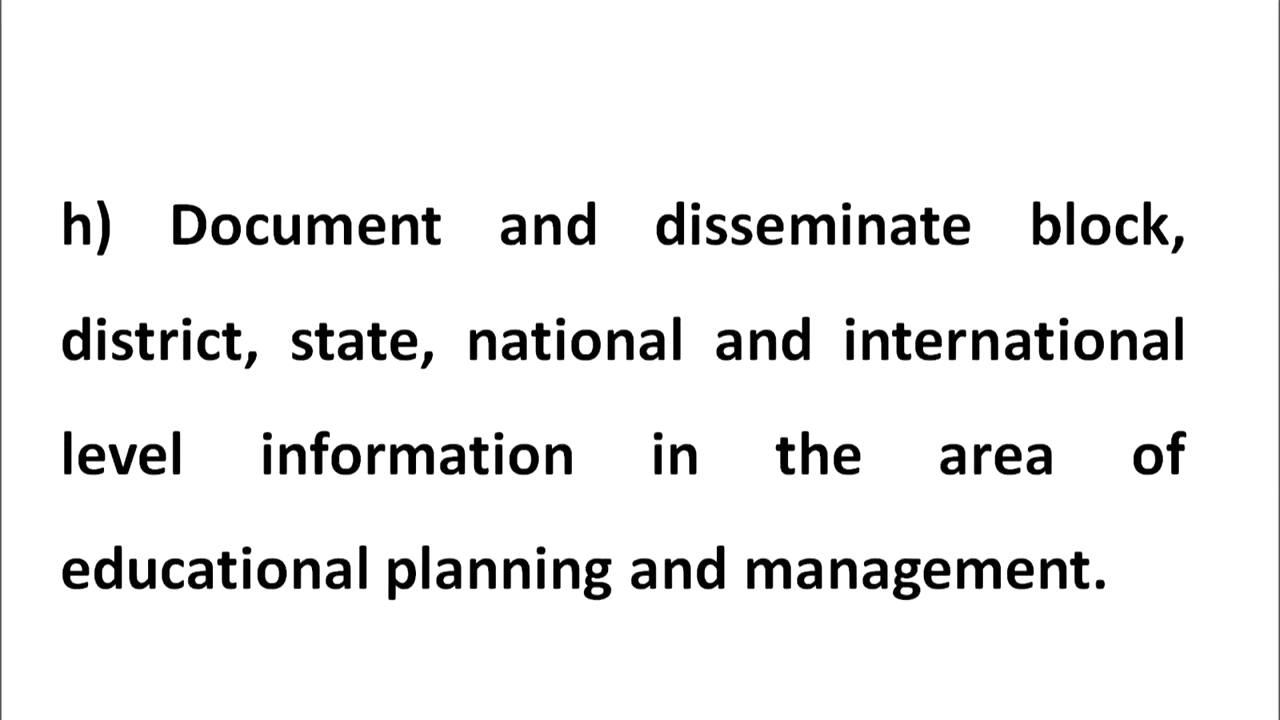 h) Document and disseminate block,
district, state, national and international
level information in the area of
educational planning and management.